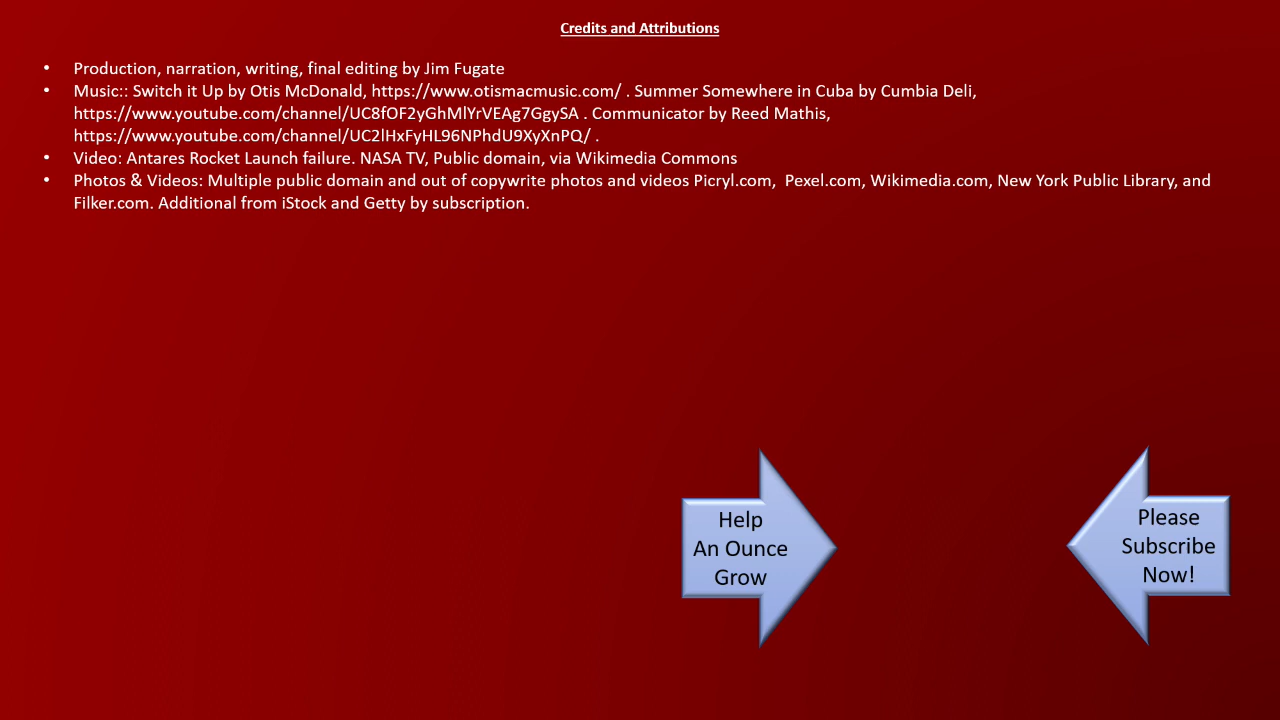 Credits and Attributions
• Production, narration, writing, final editing by Jim Fugate
• Music:: Switch it Up by Otis McDonald, https://www.otismacmusic.com/ . Summer Somewhere in Cuba by Cumbia Deli,
https://www.youtube.com/channel/UC8fOF2yGhMlYrVEAg7GgySA . Communicator by Reed Mathis,
https://www.youtube.com/channel/UC2lHxFyHL96NPhdU9XyXnPQ/ .
• Video: Antares Rocket Launch failure. NASA TV, Public domain, via Wikimedia Commons
• Photos & Videos: Multiple public domain and out of copywrite photos and videos Picryl.com,  Pexel.com, Wikimedia.com, New York Public Library, and
Filker.com. Additional from iStock and Getty by subscription.
Help
An Ounce
Grow
Please
Subscribe
Now!